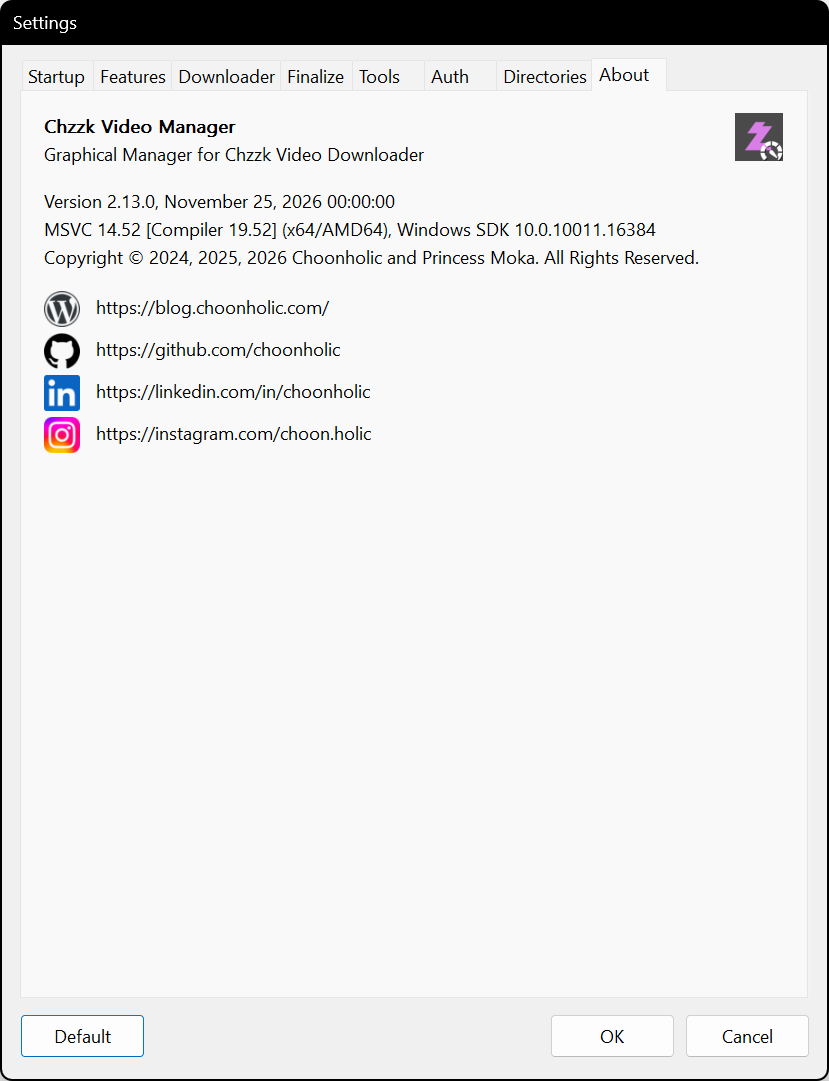 Settings
Startup Features Downloader Finalize Tools Auth Directories About
Chzzk Video Manager
Graphical Manager for Chzzk Video Downloader
Version 2.13.0, November 25, 2026 00:00:00
MSVC 14.52 [Compiler 19.52] (x64/AMD64), Windows SDK 10.0.10011.16384
Copyright © 2024, 2025, 2026 Choonholic and Princess Moka. All Rights Reserved.
https://blog.choonholic.com/
https://github.com/choonholic
https://linkedin.com/in/choonholic
https://instagram.com/choon.holic
Default OK Cancel